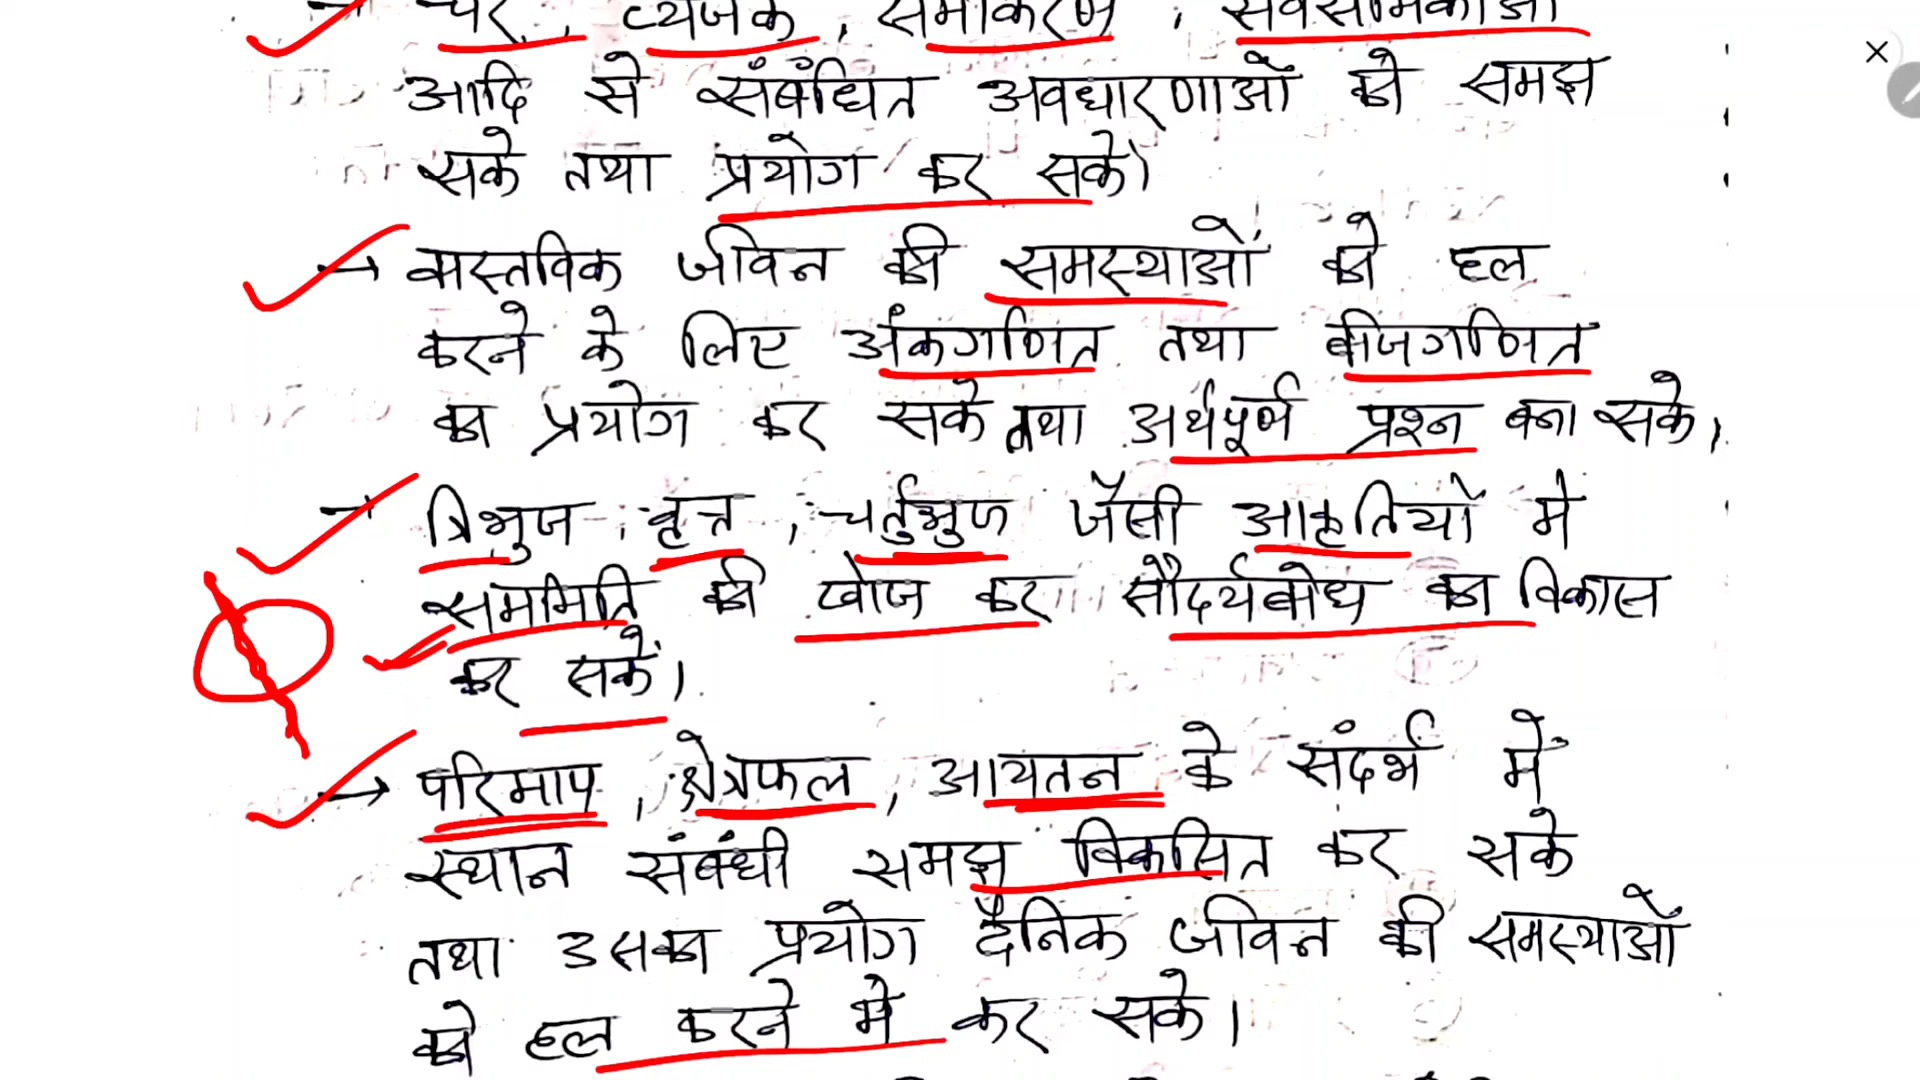 चर, व्यंजक, समीकरण, सर्वसमिकाओं
आदि से संबंधित अवधारणाओं को समझ
सके तथा प्रयोग कर सके।
→ वास्तविक जीवन की समस्याओं को हल
करने के लिए अंकगणित तथा बीजगणित
का प्रयोग कर सके तथा अर्थपूर्ण प्रश्न बना सके।
→ त्रिभुज, वृत्त, चर्तुभुज जैसी आकृतियों मे
सममिति की खोज कर सौंदर्यबोध का विकास
कर सकें।
→ परिमाप, क्षेत्रफल, आयतन के संदर्भ में
स्थान संबंधी समझ विकसित कर सके
तथा उसका प्रयोग दैनिक जीवन की समस्याओं
को हल करने मे कर सके।